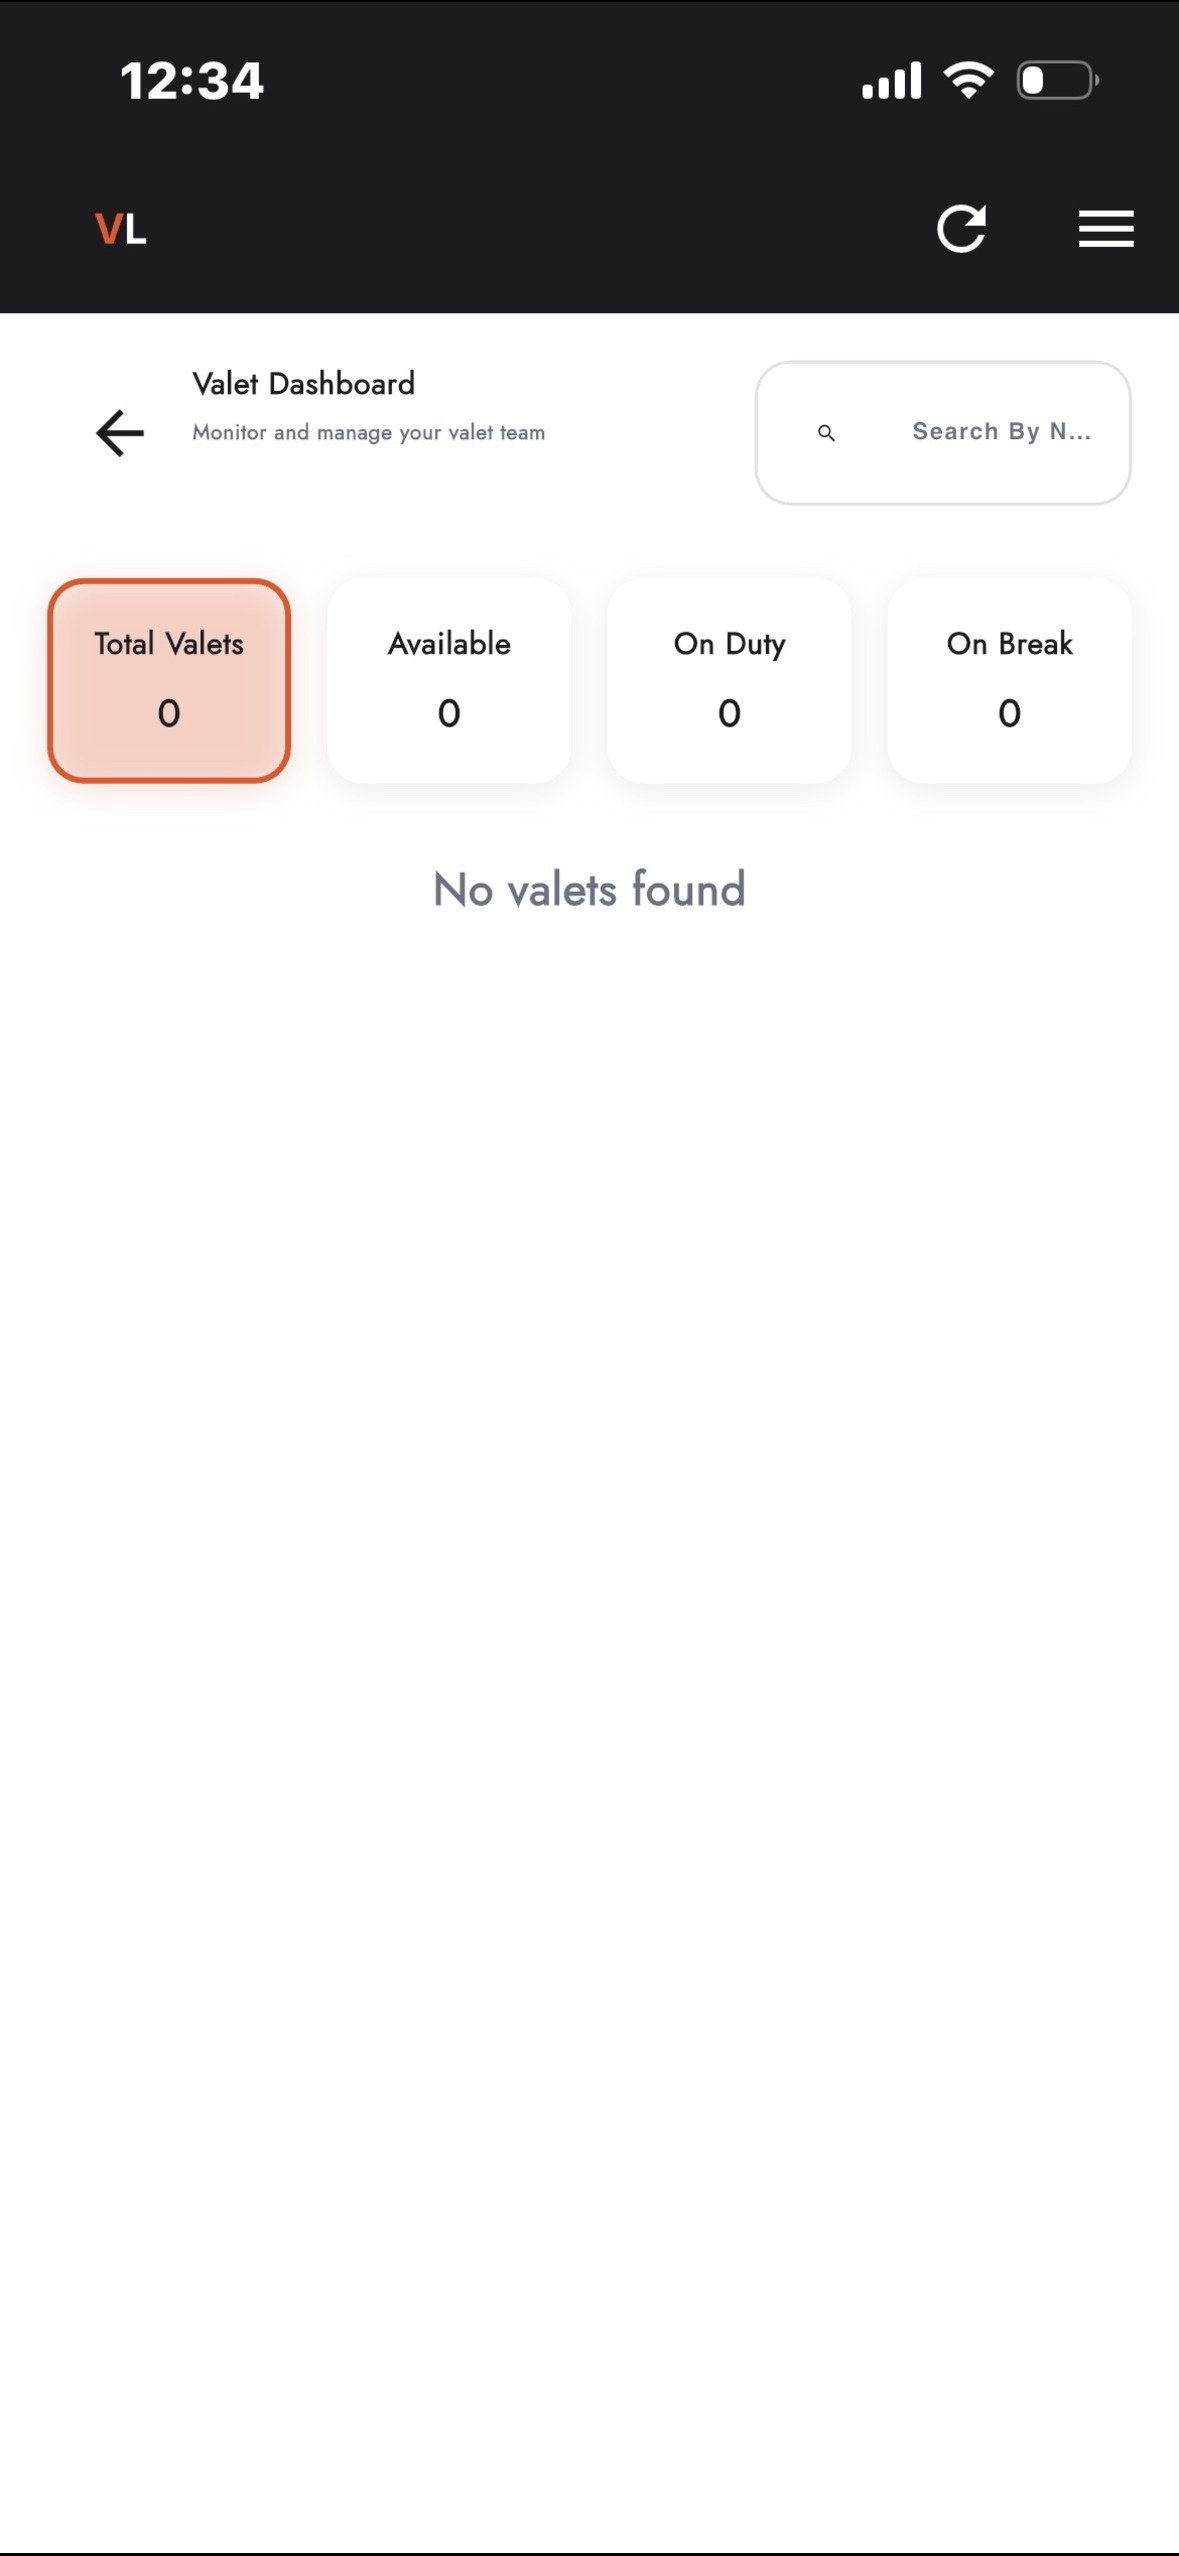 12:34
VL
Valet Dashboard
Monitor and manage your valet team
Search By N...
Total Valets
0
Available
0
On Duty
0
On Break
0
No valets found